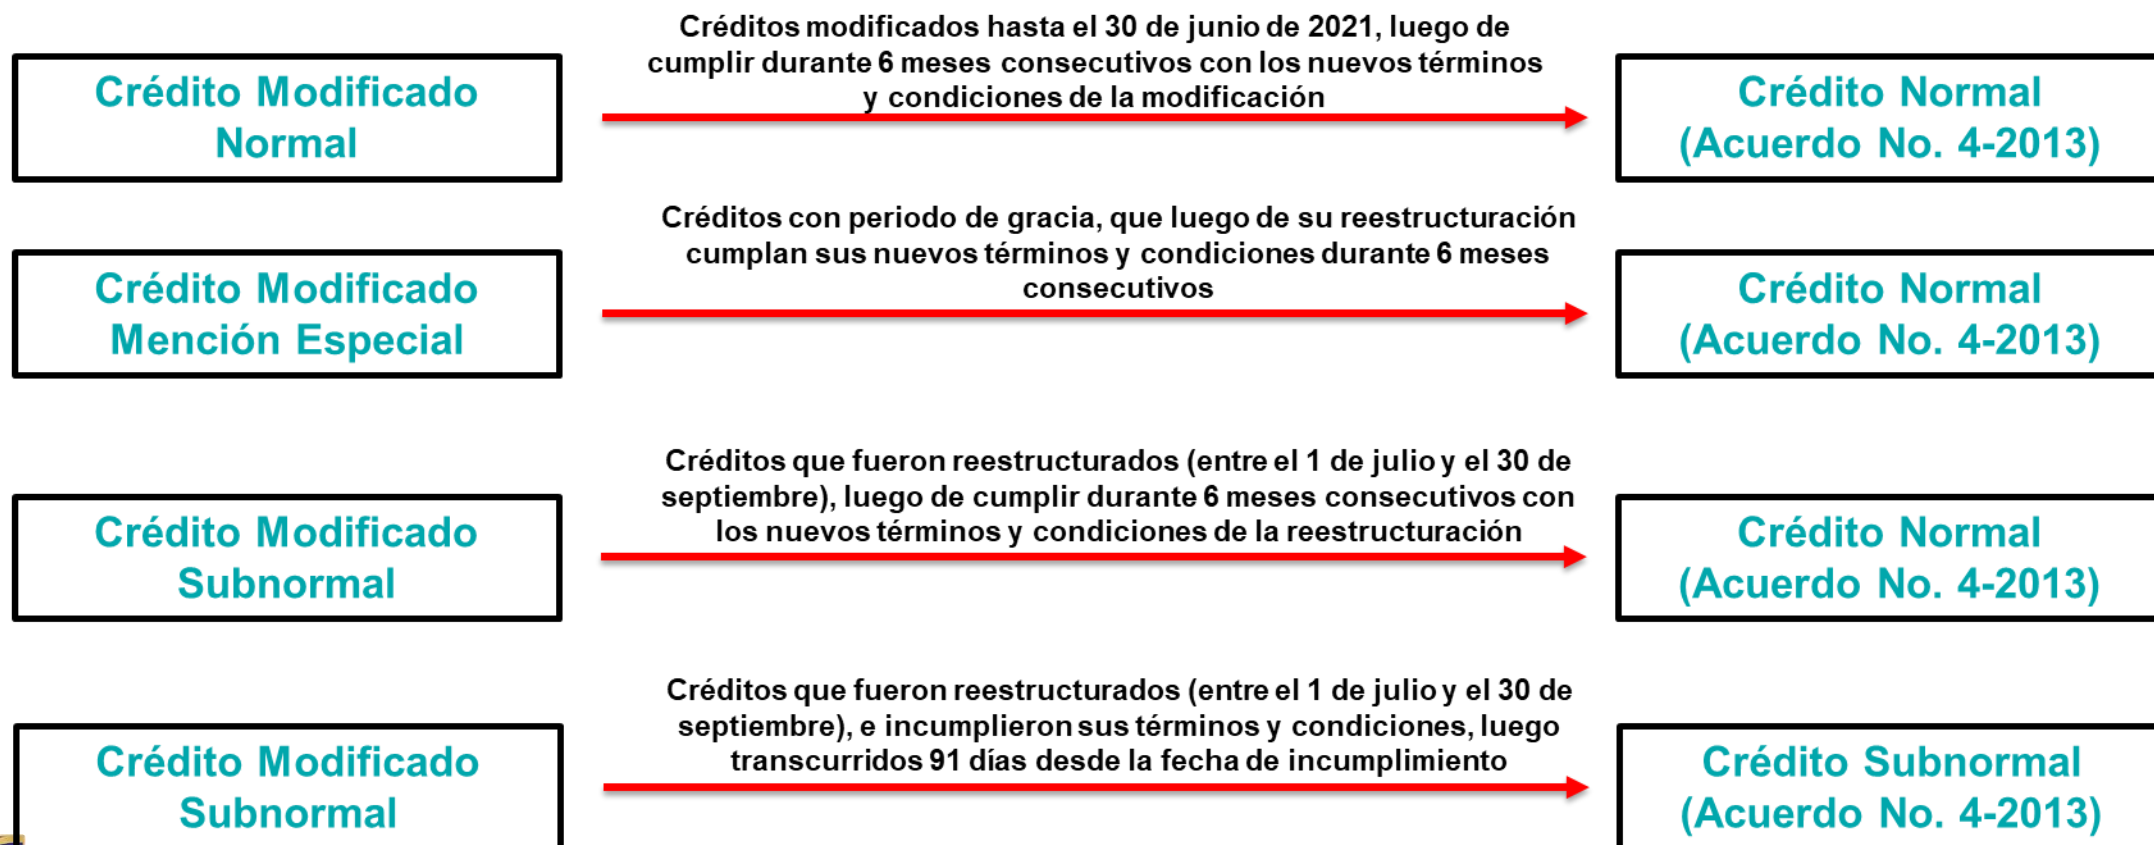 Créditos modificados hasta el 30 de junio de 2021, luego de
cumplir durante 6 meses consecutivos con los nuevos términos
y condiciones de la modificación
Crédito Modificado
Normal
Crédito Normal
(Acuerdo No. 4-2013)
Créditos con periodo de gracia, que luego de su reestructuración
cumplan sus nuevos términos y condiciones durante 6 meses
consecutivos
Crédito Modificado
Mención Especial
Crédito Normal
(Acuerdo No. 4-2013)
Créditos que fueron reestructurados (entre el 1 de julio y el 30 de
septiembre), luego de cumplir durante 6 meses consecutivos con
los nuevos términos y condiciones de la reestructuración
Crédito Modificado
Subnormal
Crédito Normal
(Acuerdo No. 4-2013)
Créditos que fueron reestructurados (entre el 1 de julio y el 30 de
septiembre), e incumplieron sus términos y condiciones, luego
transcurridos 91 días desde la fecha de incumplimiento
Crédito Modificado
Subnormal
Crédito Subnormal
(Acuerdo No. 4-2013)